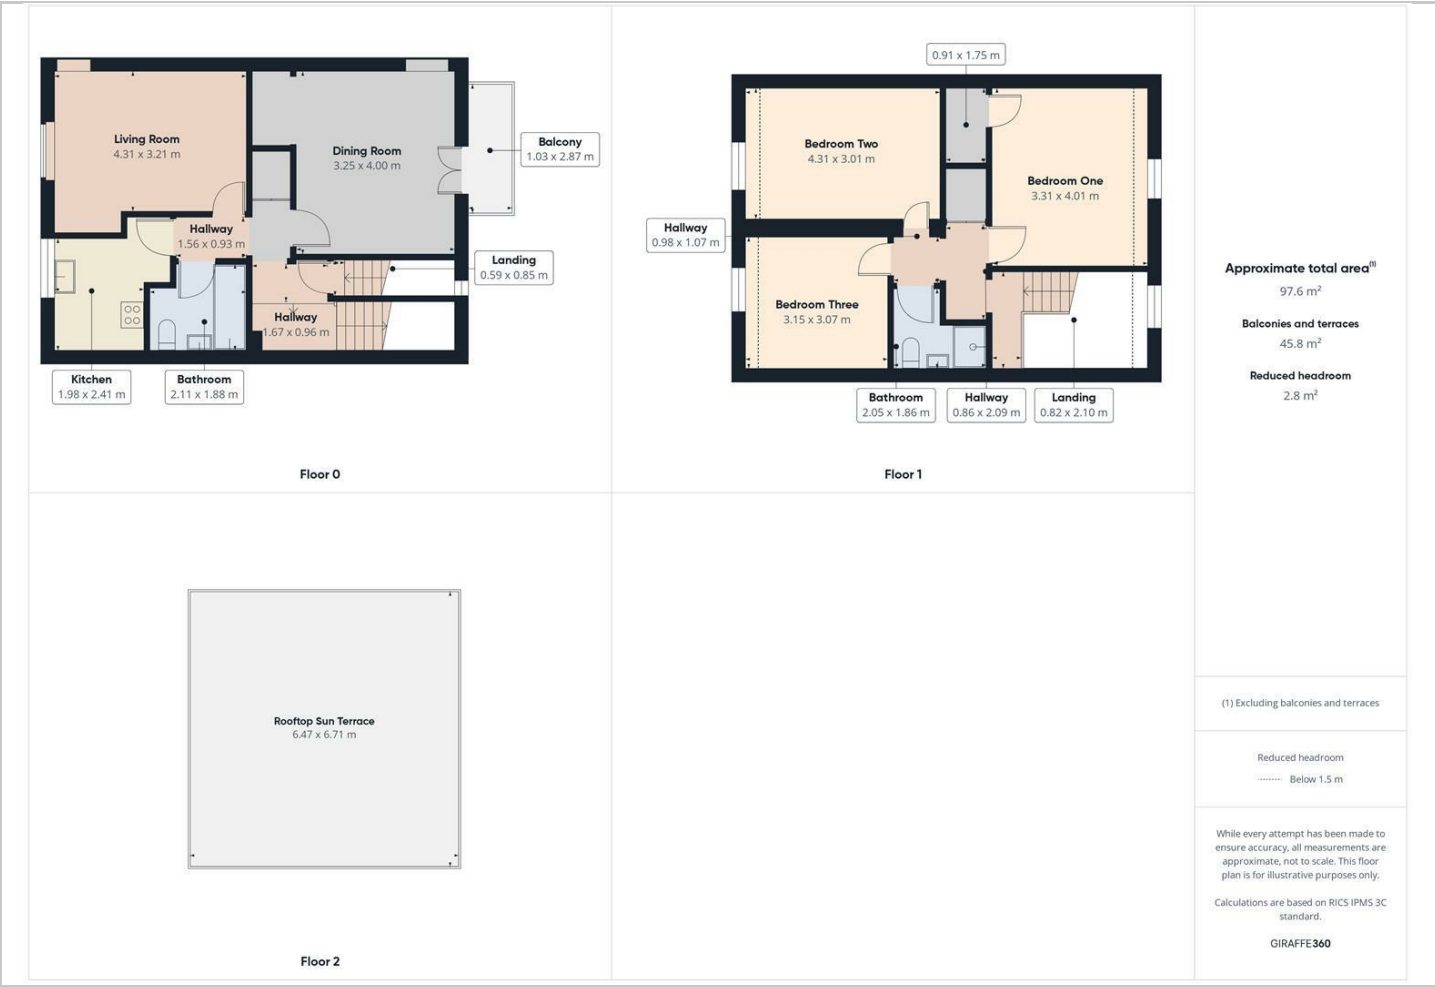 Living Room
4.31 x 3.21 m
Dining Room
3.25 x 4.00 m
Balcony
1.03 x 2.87 m
Hallway
1.56 x 0.93 m
Landing
0.59 x 0.85 m
Hallway
1.67 x 0.96 m
Kitchen
1.98 x 2.41 m
Bathroom
2.11 x 1.88 m
Floor 0
0.91 x 1.75 m
Bedroom Two
4.31 x 3.01 m
Bedroom One
3.31 x 4.01 m
Hallway
0.98 x 1.07 m
Bedroom Three
3.15 x 3.07 m
Bathroom
2.05 x 1.86 m
Hallway
0.86 x 2.09 m
Landing
0.82 x 2.10 m
Floor 1
Rooftop Sun Terrace
6.47 x 6.71 m
Floor 2
Approximate total area(1)
97.6 m²
Balconies and terraces
45.8 m²
Reduced headroom
2.8 m²
(1) Excluding balconies and terraces
Reduced headroom
Below 1.5 m
While every attempt has been made to
ensure accuracy, all measurements are
approximate, not to scale. This floor
plan is for illustrative purposes only.
Calculations are based on RICS IPMS 3C
standard.
GIRAFFE360